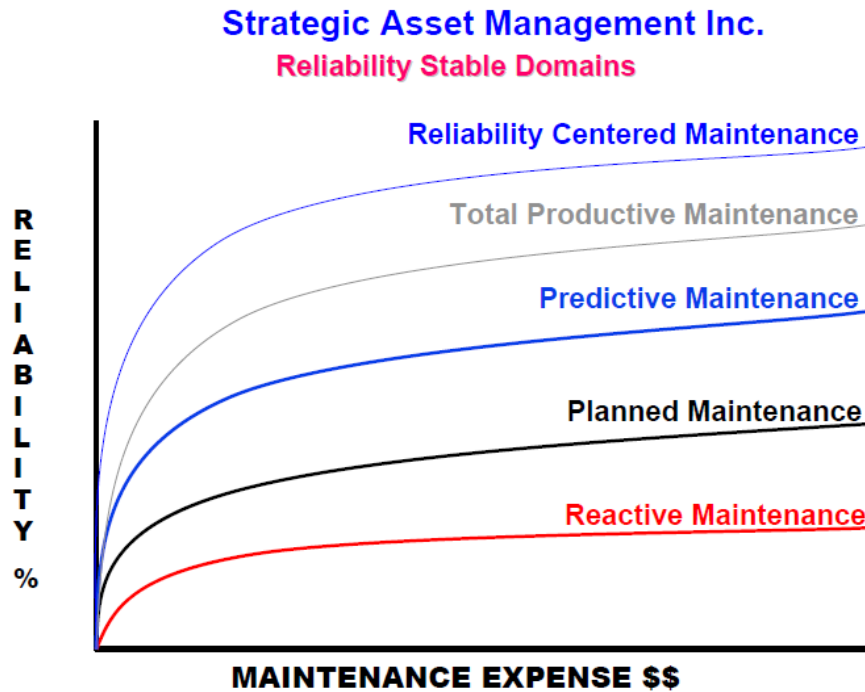 Strategic Asset Management Inc.
Reliability Stable Domains
Reliability Centered Maintenance
Total Productive Maintenance
Predictive Maintenance
Planned Maintenance
Reactive Maintenance
RELIABILITY %
MAINTENANCE EXPENSE $$